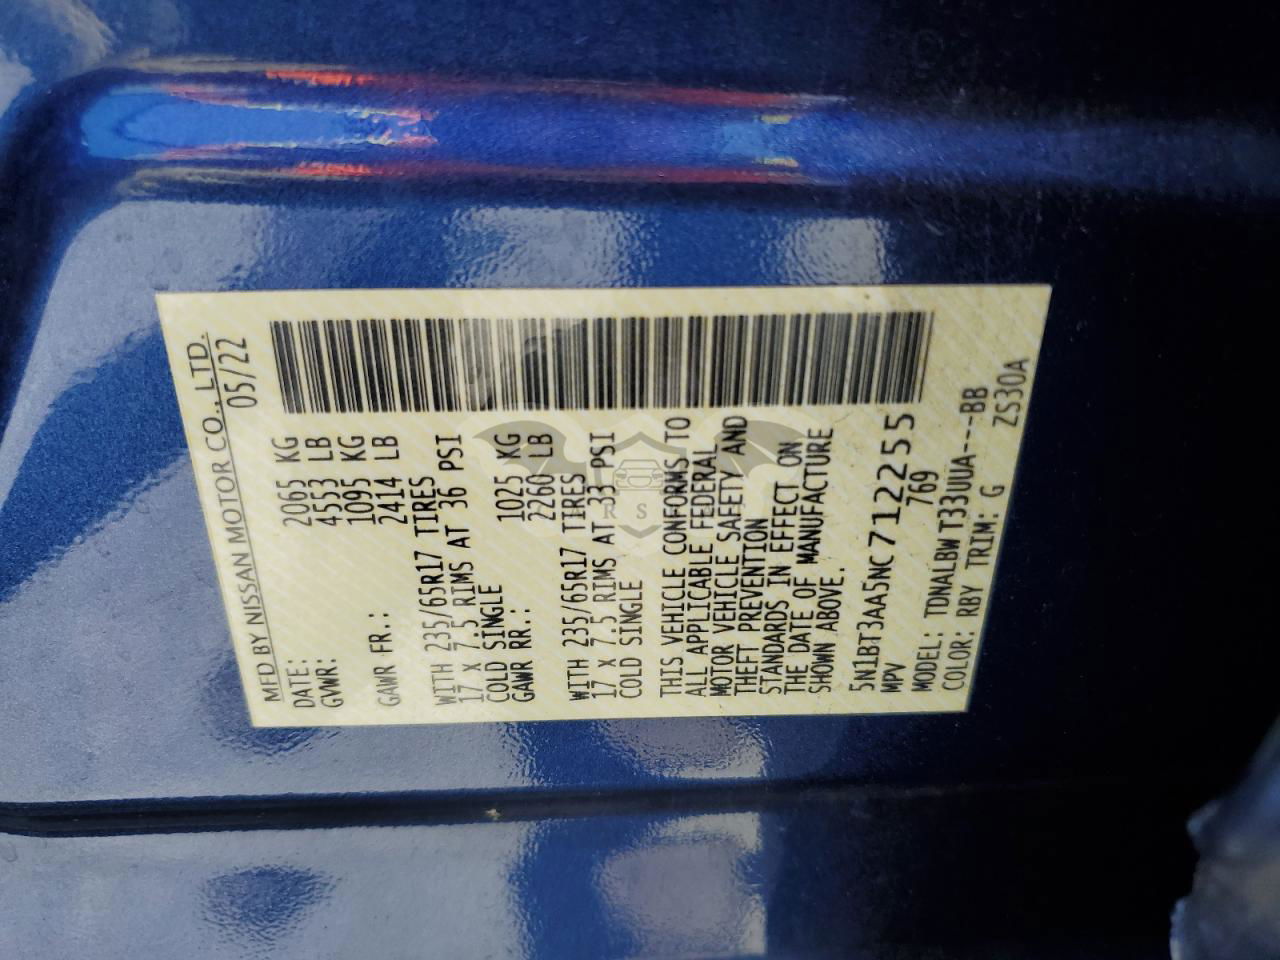 MFD BY NISSAN MOTOR CO., LTD.
DATE: 05/22
GVWR: 2065 KG
4553 LB
GAWR FR.: 1095 KG
2414 LB
WITH 235/65R17 TIRES
17 X 7.5 RIMS AT 36 PSI
COLD SINGLE
GAWR RR.: 1025 KG
2260 LB
WITH 235/65R17 TIRES
17 X 7.5 RIMS AT 33 PSI
COLD SINGLE
THIS VEHICLE CONFORMS TO
ALL APPLICABLE FEDERAL
MOTOR VEHICLE SAFETY AND
THEFT PREVENTION
STANDARDS IN EFFECT ON
THE DATE OF MANUFACTURE
SHOWN ABOVE.
5N1BT3AA5NC712255
MPV 769
MODEL: TDNALBW T33UUA---BB
COLOR: RBY TRIM: G ZS30A